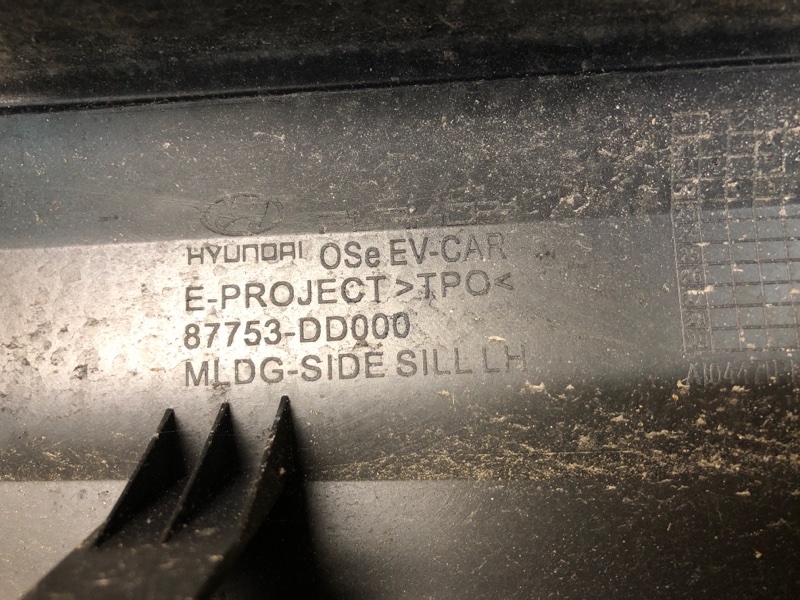 HYUNDAI OSe EV-CAR
E-PROJECT >TPO<
87753-DD000
MLDG-SIDE SILL LH